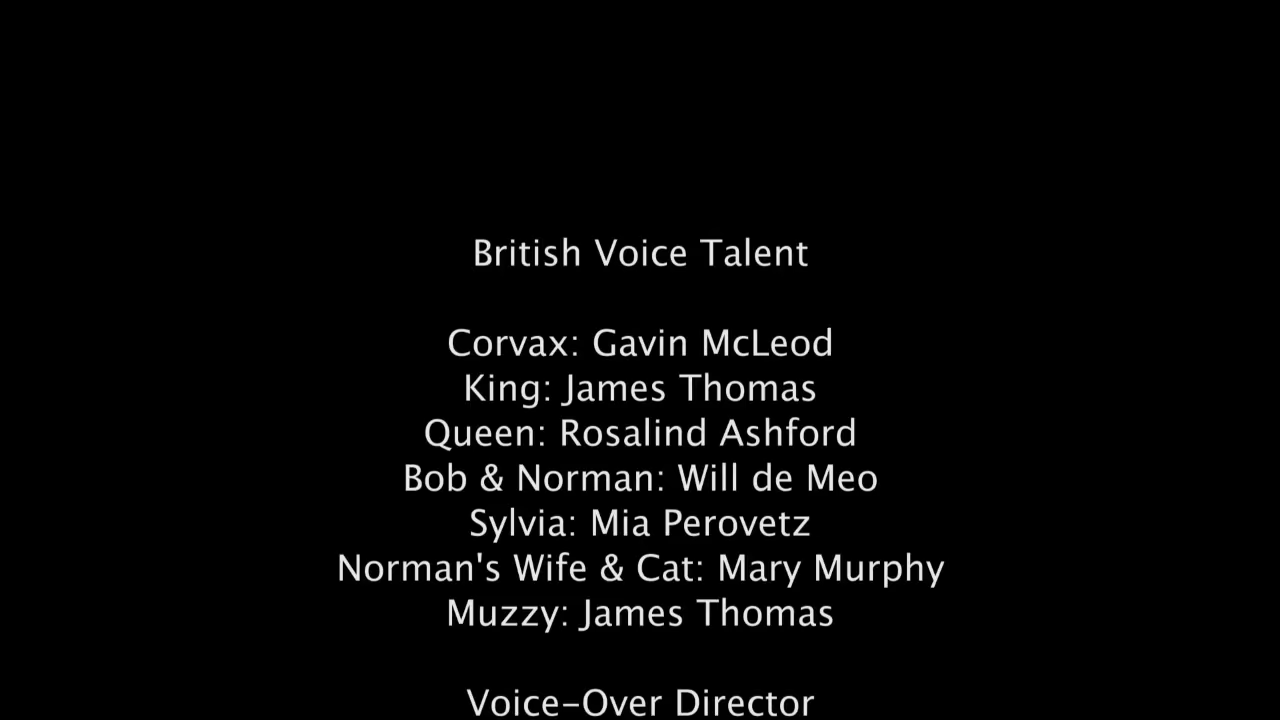 British Voice Talent
Corvax: Gavin McLeod
King: James Thomas
Queen: Rosalind Ashford
Bob & Norman: Will de Meo
Sylvia: Mia Perovetz
Norman's Wife & Cat: Mary Murphy
Muzzy: James Thomas
Voice-Over Director